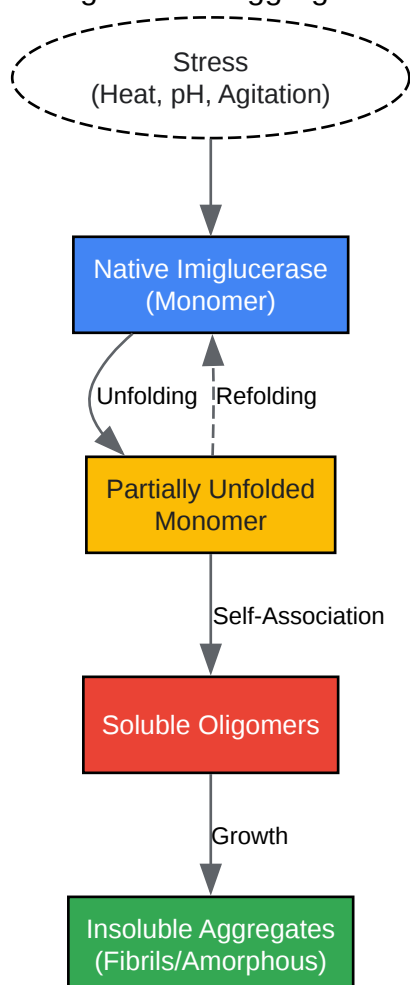 Stress
(Heat, pH, Agitation)
Native Imiglucerase
(Monomer)
Unfolding
Refolding
Partially Unfolded
Monomer
Self-Association
Soluble Oligomers
Growth
Insoluble Aggregates
(Fibrils/Amorphous)